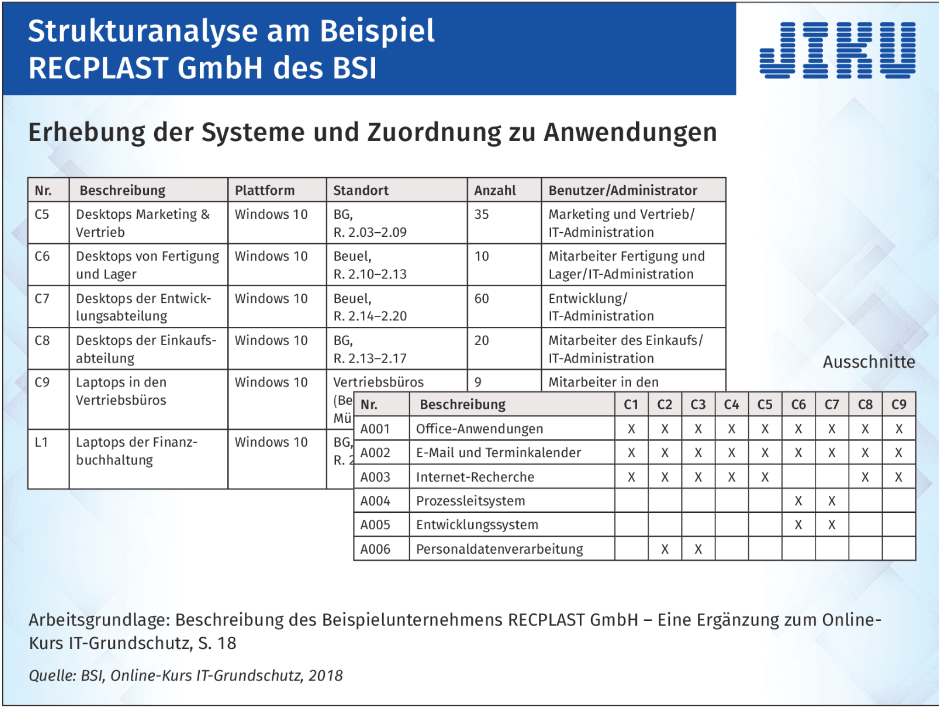 Strukturanalyse am Beispiel
RECPLAST GmbH des BSI
JIKU
Erhebung der Systeme und Zuordnung zu Anwendungen
Nr. Beschreibung Plattform Standort Anzahl Benutzer/Administrator
C5 Desktops Marketing & Windows 10 BG, 35 Marketing und Vertrieb/
Vertrieb R. 2.03–2.09 IT-Administration
C6 Desktops von Fertigung Windows 10 Beuel, 10 Mitarbeiter Fertigung und
und Lager R. 2.10–2.13 Lager/IT-Administration
C7 Desktops der Entwick- Windows 10 Beuel, 60 Entwicklung/
lungsabteilung R. 2.14–2.20 IT-Administration
C8 Desktops der Einkaufs- Windows 10 BG, 20 Mitarbeiter des Einkaufs/
abteilung R. 2.13–2.17 IT-Administration
C9 Laptops in den Windows 10 Vertriebsbüros 9 Mitarbeiter in den
Vertriebsbüros (Be
Mü
L1 Laptops der Finanz- Windows 10 BG,
buchhaltung R. 2
Ausschnitte
Nr. Beschreibung C1 C2 C3 C4 C5 C6 C7 C8 C9
A001 Office-Anwendungen X X X X X X X X X
A002 E-Mail und Terminkalender X X X X X X X X X
A003 Internet-Recherche X X X X X X X
A004 Prozessleitsystem X X
A005 Entwicklungssystem X X
A006 Personaldatenverarbeitung X X
Arbeitsgrundlage: Beschreibung des Beispielunternehmens RECPLAST GmbH – Eine Ergänzung zum Online-
Kurs IT-Grundschutz, S. 18
Quelle: BSI, Online-Kurs IT-Grundschutz, 2018